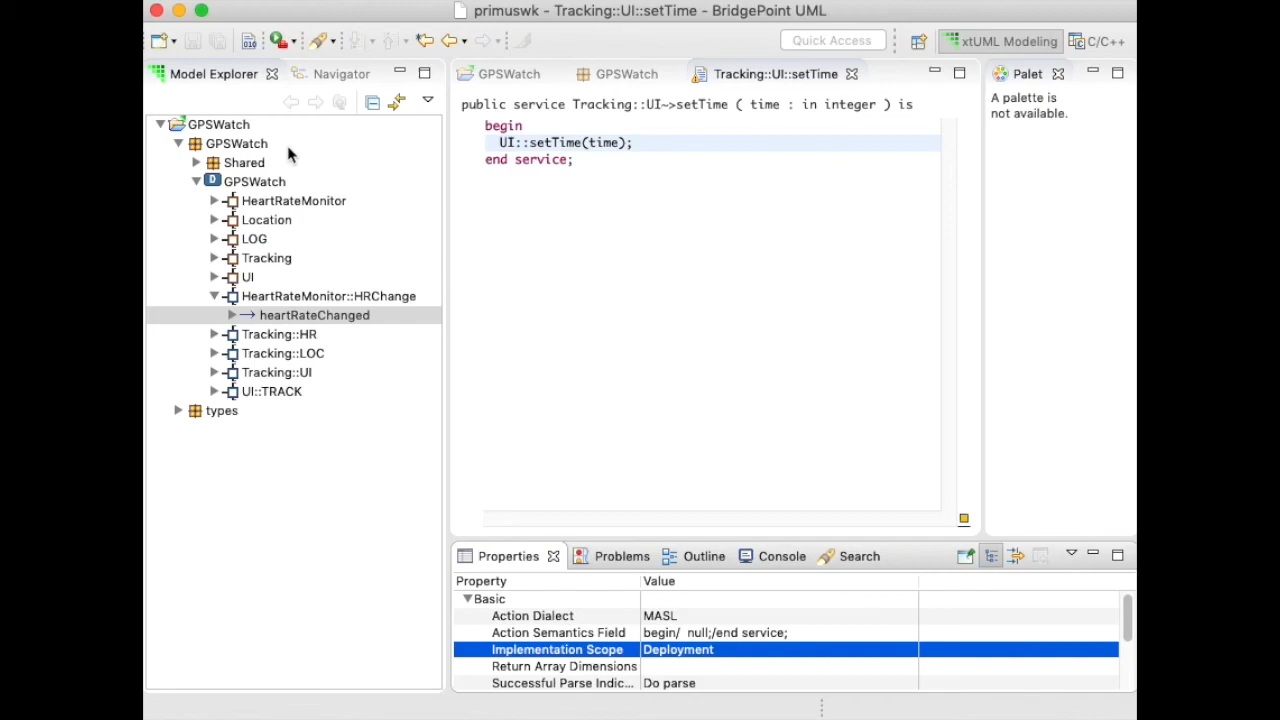 primuswk - Tracking::UI::setTime - BridgePoint UML
Quick Access
xtUML Modeling
C/C++
Model Explorer
Navigator
GPSWatch
GPSWatch
Tracking::UI::setTime
Palet
A palette is
not available.
GPSWatch
GPSWatch
Shared
D GPSWatch
HeartRateMonitor
Location
LOG
Tracking
UI
HeartRateMonitor::HRChange
heartRateChanged
Tracking::HR
Tracking::LOC
Tracking::UI
UI::TRACK
types
public service Tracking::UI~>setTime ( time : in integer ) is
begin
UI::setTime(time);
end service;
Properties
Problems
Outline
Console
Search
Property Value
Basic
Action Dialect MASL
Action Semantics Field begin/ null;/end service;
Implementation Scope Deployment
Return Array Dimensions
Successful Parse Indic... Do parse